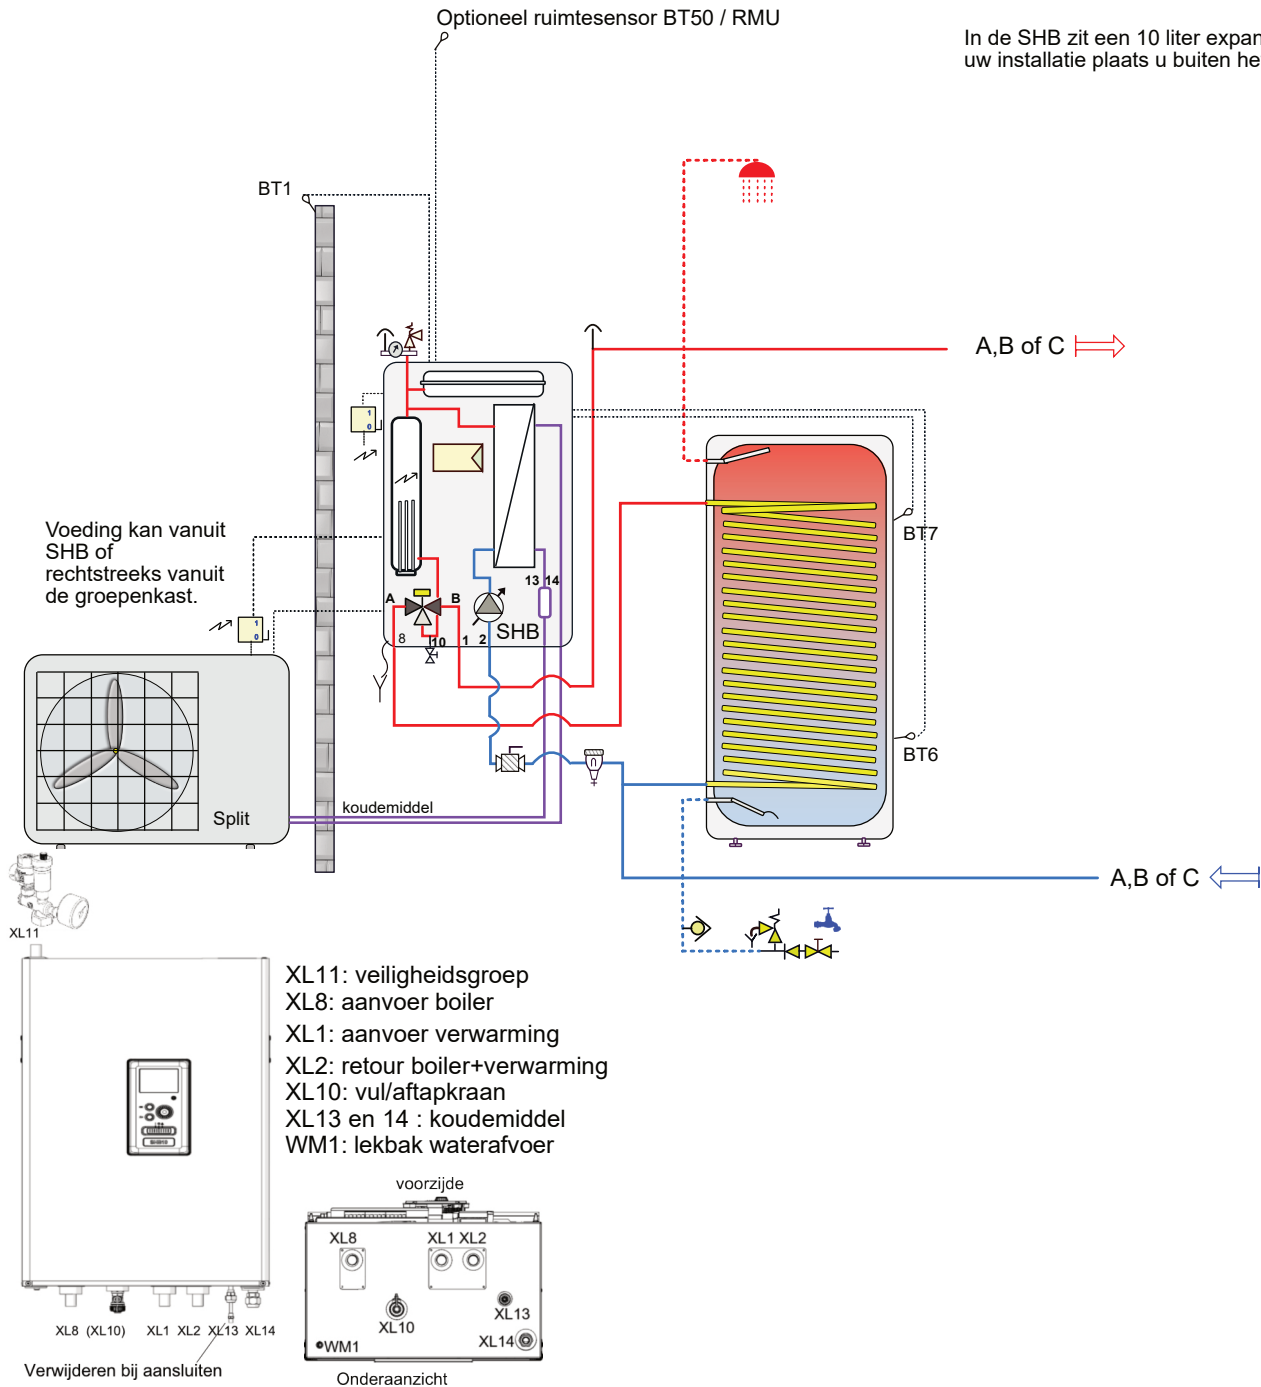 Optioneel ruimtesensor BT50 / RMU
In de SHB zit een 10 liter expan
uw installatie plaats u buiten he
BT1
A,B of C
1
0
Voeding kan vanuit
SHB of
rechtstreeks vanuit
de groepenkast.
BT7
13 14
A
B
SHB
8
10
1
2
1
0
BT6
koudemiddel
Split
A,B of C
XL11
XL11: veiligheidsgroep
XL8: aanvoer boiler
XL1: aanvoer verwarming
XL2: retour boiler+verwarming
XL10: vul/aftapkraan
XL13 en 14 : koudemiddel
WM1: lekbak waterafvoer
voorzijde
XL8
XL1 XL2
XL13
XL10
XL14
WM1
XL8 (XL10) XL1 XL2 XL13 XL14
Verwijderen bij aansluiten
Onderaanzicht